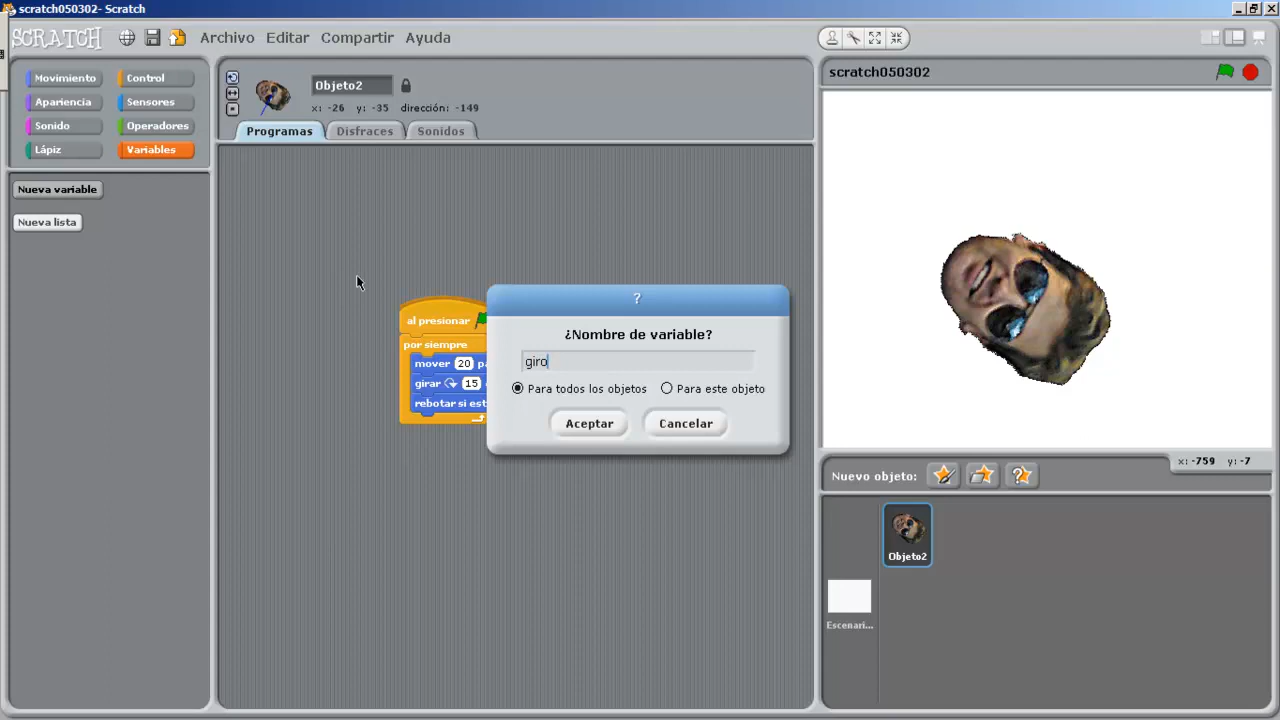 scratch050302- Scratch
SCRATCH Archivo Editar Compartir Ayuda
Movimiento Control
Apariencia Sensores
Sonido Operadores
Lápiz Variables
Nueva variable
Nueva lista
Objeto2
x: -26 y: -35 dirección: -149
Programas Disfraces Sonidos
al presionar
por siempre
mover 20 pa
girar 15
rebotar si est
?
¿Nombre de variable?
giro
Para todos los objetos Para este objeto
Aceptar Cancelar
scratch050302
x: -759 y: -7
Nuevo objeto:
Objeto2
Escenari...